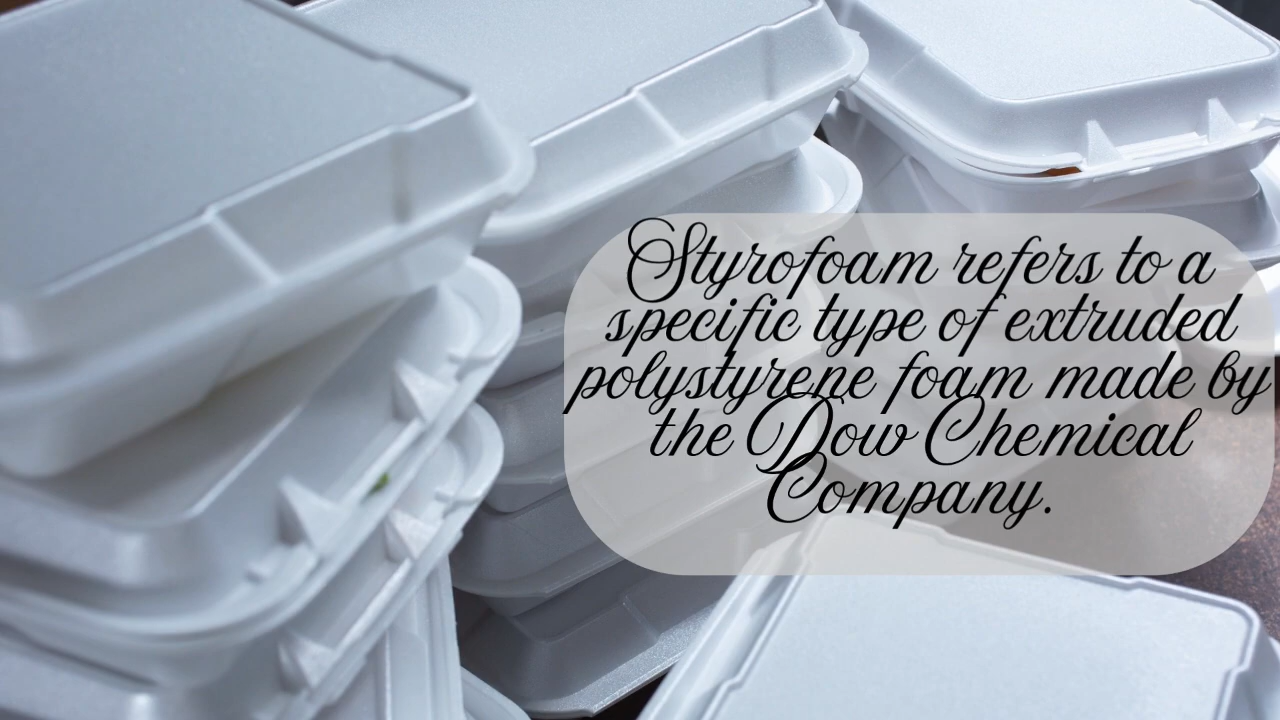 Styrofoam refers to a
specific type of extruded
polystyrene foam made by
the Dow Chemical
Company.